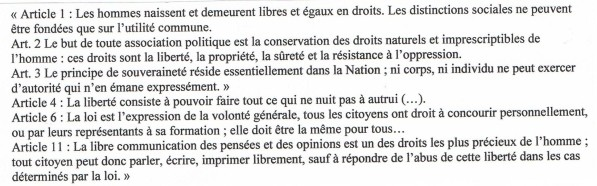 « Article 1 : Les hommes naissent et demeurent libres et égaux en droits. Les distinctions sociales ne peuvent
être fondées que sur l'utilité commune.
Art. 2 Le but de toute association politique est la conservation des droits naturels et imprescriptibles de
l'homme : ces droits sont la liberté, la propriété, la sûreté et la résistance à l'oppression.
Art. 3 Le principe de souveraineté réside essentiellement dans la Nation ; ni corps, ni individu ne peut exercer
d'autorité qui n'en émane expressément. »
Article 4 : La liberté consiste à pouvoir faire tout ce qui ne nuit pas à autrui (…).
Article 6 : La loi est l'expression de la volonté générale, tous les citoyens ont droit à concourir personnellement,
ou par leurs représentants à sa formation ; elle doit être la même pour tous…
Article 11 : La libre communication des pensées et des opinions est un des droits les plus précieux de l'homme ;
tout citoyen peut donc parler, écrire, imprimer librement, sauf à répondre de l'abus de cette liberté dans les cas
déterminés par la loi. »